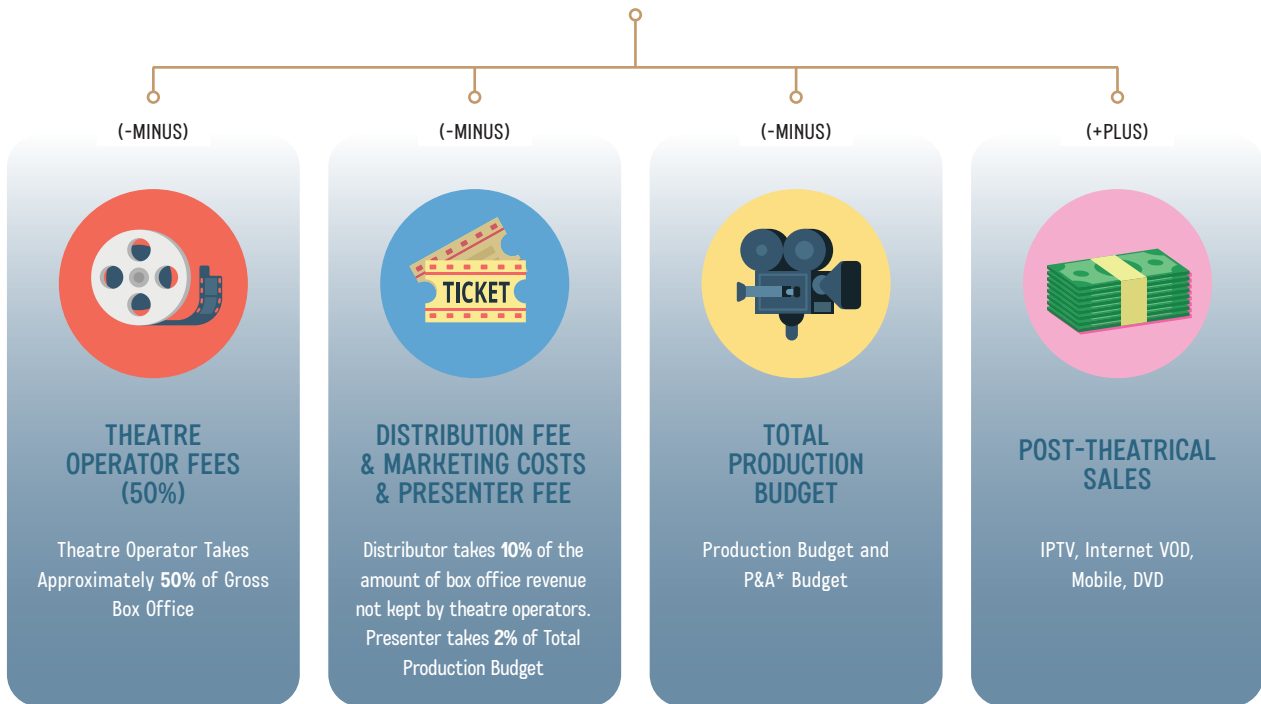 (-MINUS)
THEATRE
OPERATOR FEES
(50%)
Theatre Operator Takes
Approximately 50% of Gross
Box Office
(-MINUS)
TICKET
DISTRIBUTION FEE
& MARKETING COSTS
& PRESENTER FEE
Distributor takes 10% of the
amount of box office revenue
not kept by theatre operators.
Presenter takes 2% of Total
Production Budget
(-MINUS)
TOTAL
PRODUCTION
BUDGET
Production Budget and
P&A* Budget
(+PLUS)
POST-THEATRICAL
SALES
IPTV, Internet VOD,
Mobile, DVD